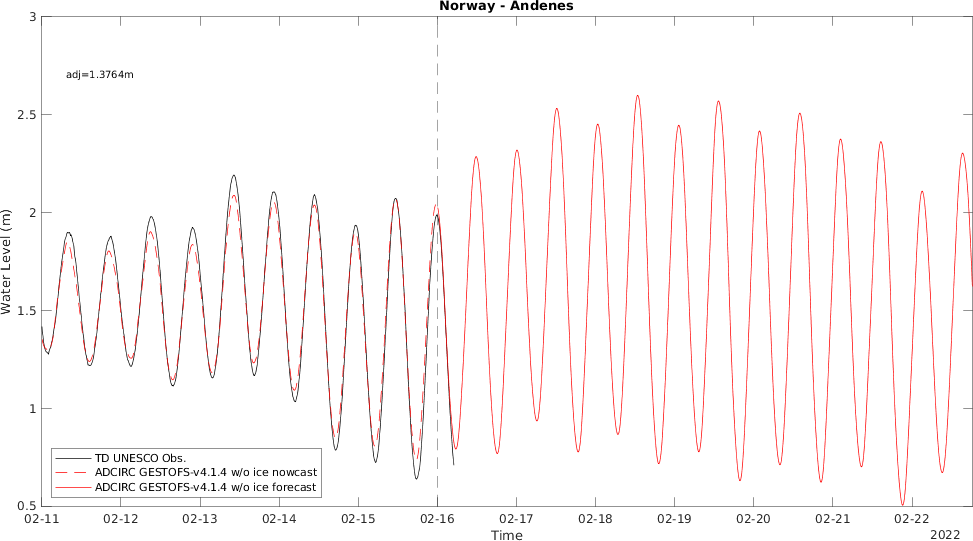 Norway - Andenes
3
adj=1.3764m
2.5
2
Water Level (m)
1.5
1
TD UNESCO Obs.
ADCIRC GESTOFS-v4.1.4 w/o ice nowcast
ADCIRC GESTOFS-v4.1.4 w/o ice forecast
0.5
02-11 02-12 02-13 02-14 02-15 02-16 02-17 02-18 02-19 02-20 02-21 02-22
Time
2022